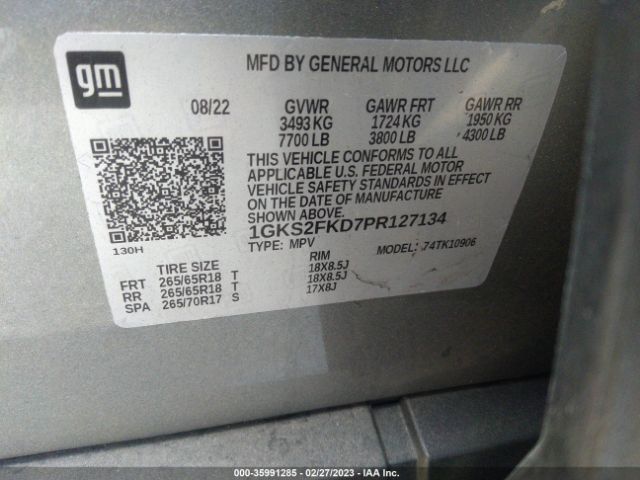 gm
MFD BY GENERAL MOTORS LLC
08/22 GVWR GAWR FRT GAWR RR
3493 KG 1724 KG 1950 KG
7700 LB 3800 LB 4300 LB
THIS VEHICLE CONFORMS TO ALL
APPLICABLE U.S. FEDERAL MOTOR
VEHICLE SAFETY STANDARDS IN EFFECT
ON THE DATE OF MANUFACTURE
SHOWN ABOVE.
1GKS2FKD7PR127134
130H TYPE: MPV MODEL: 74TK10906
TIRE SIZE RIM
FRT 265/65R18 T 18X8.5J
RR 265/65R18 T 18X8.5J
SPA 265/70R17 S 17X8J
000-35991285 - 02/27/2023 - IAA Inc.